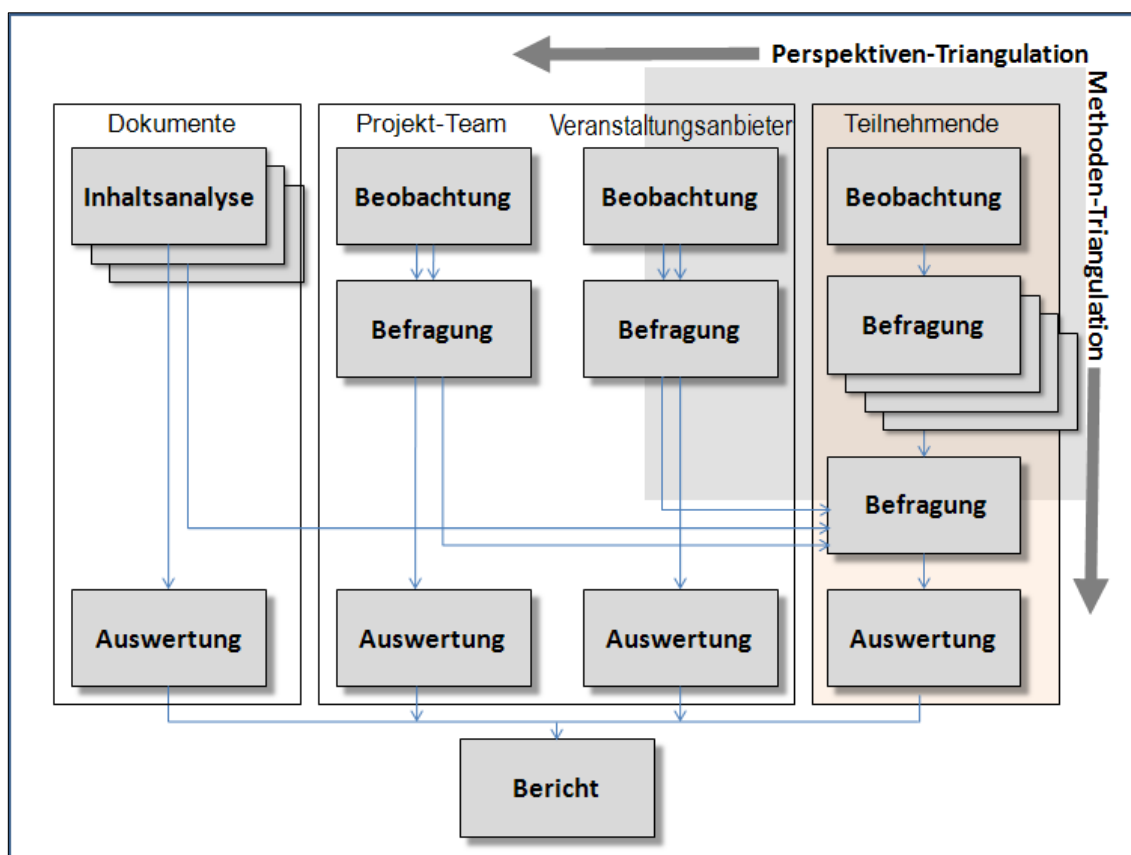 Perspektiven-Triangulation
Methoden-Triangulation
Dokumente
Projekt-Team
Veranstaltungsanbieter
Teilnehmende
Inhaltsanalyse
Beobachtung
Beobachtung
Beobachtung
Befragung
Befragung
Befragung
Befragung
Auswertung
Auswertung
Auswertung
Auswertung
Bericht